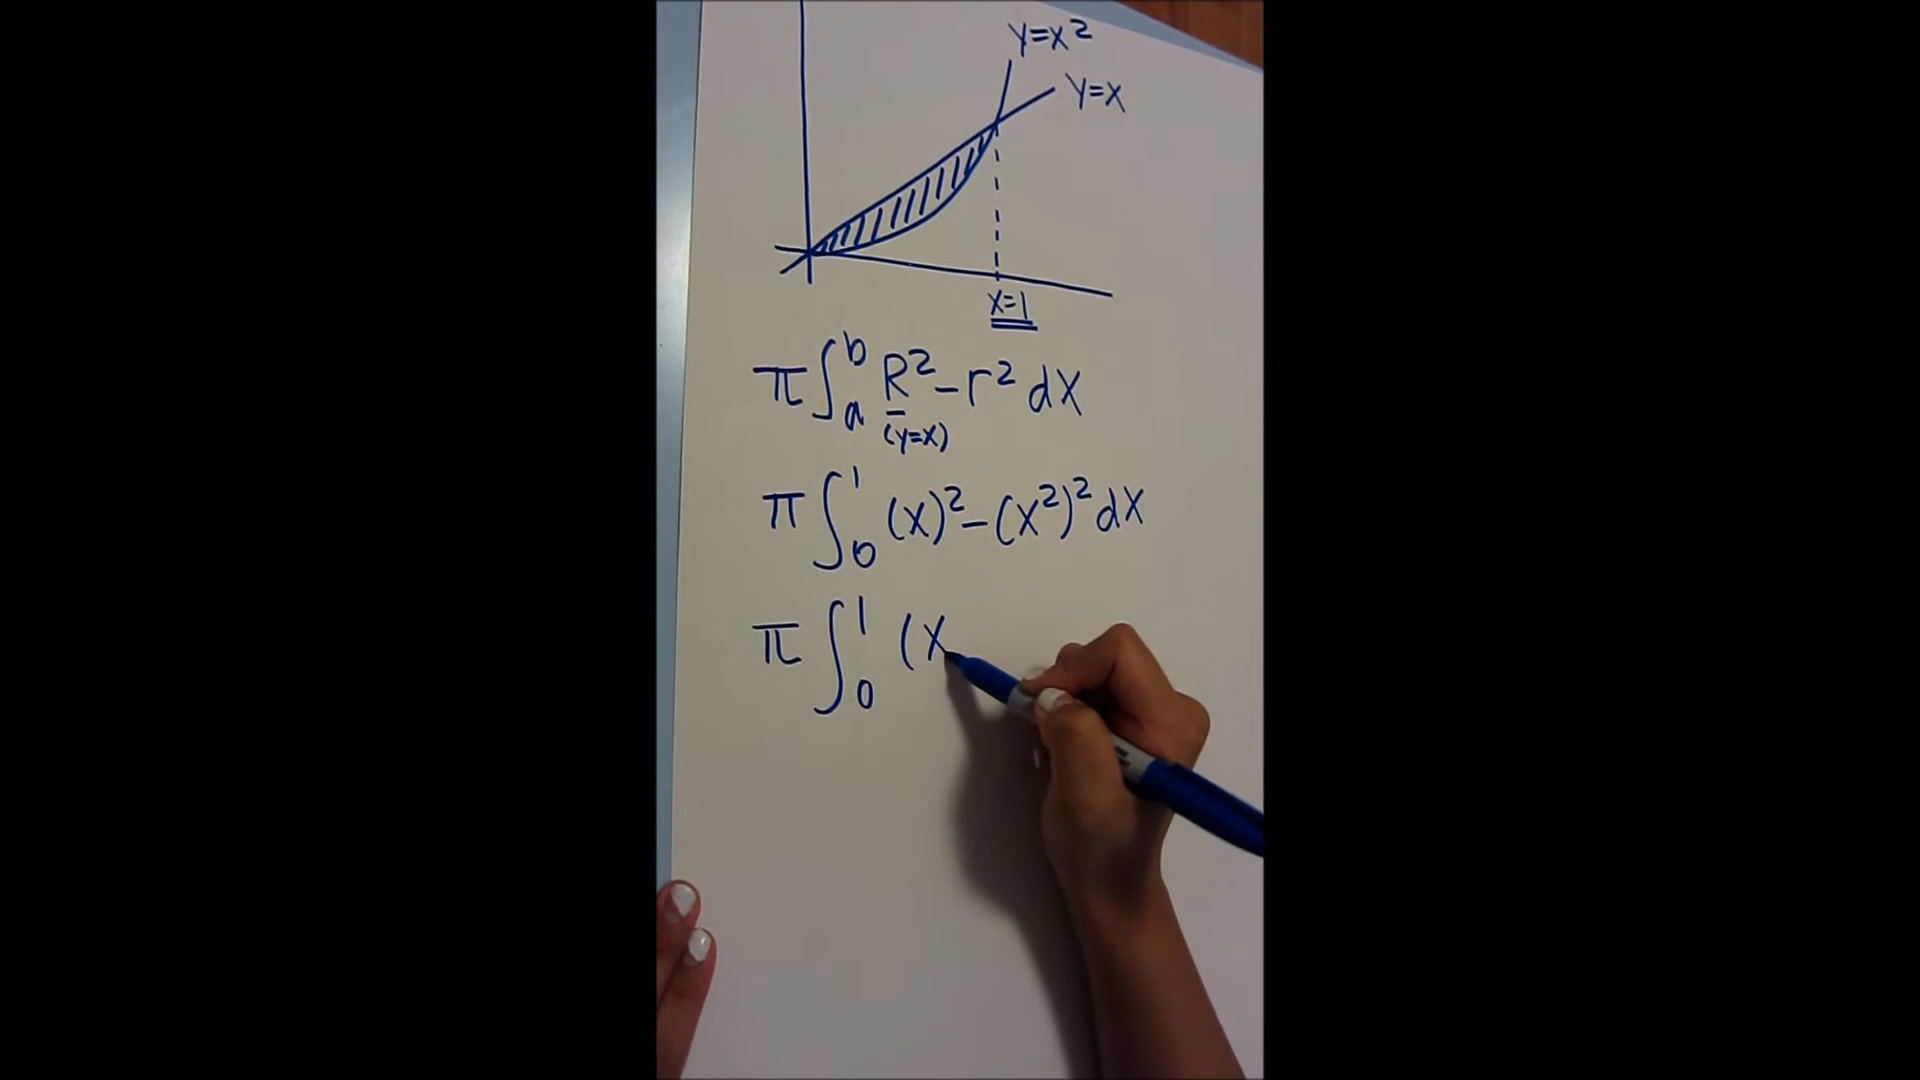 y=x²
y=x
x=1
π∫ₐᵇ R²-r² dx
(y=x)
π∫₀¹ (x)²-(x²)² dx
π∫₀¹ (x